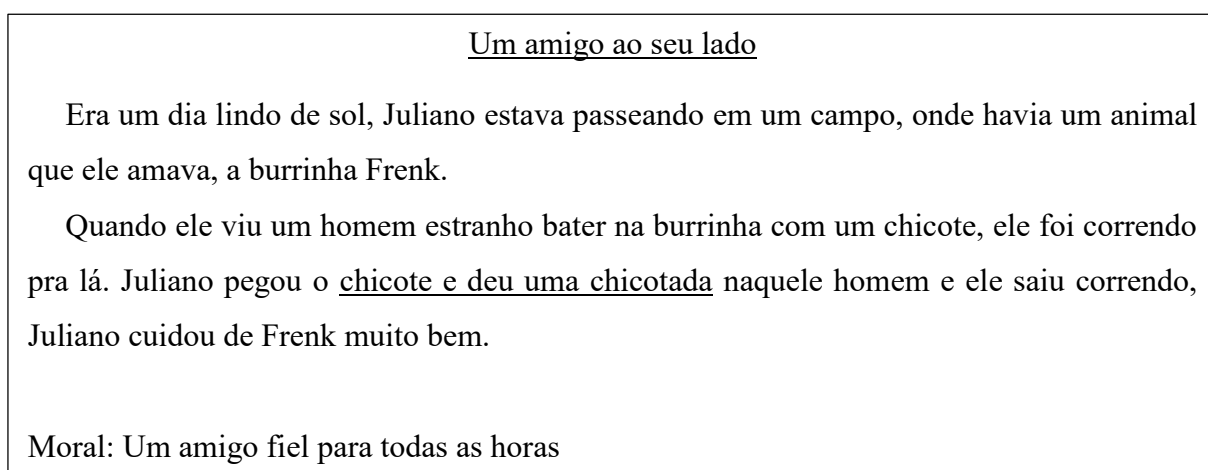 Um amigo ao seu lado
Era um dia lindo de sol, Juliano estava passeando em um campo, onde havia um animal
que ele amava, a burrinha Frenk.
Quando ele viu um homem estranho bater na burrinha com um chicote, ele foi correndo
pra lá. Juliano pegou o chicote e deu uma chicotada naquele homem e ele saiu correndo,
Juliano cuidou de Frenk muito bem.
Moral: Um amigo fiel para todas as horas